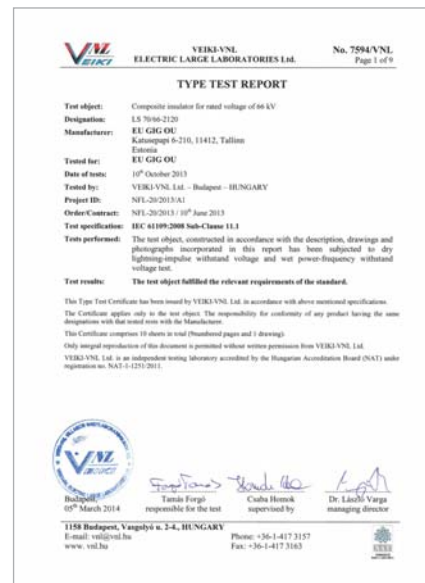 VNL
VEIKI
VEIKI-VNL
ELECTRIC LARGE LABORATORIES Ltd.
No. 7594/VNL
Page 1 of 9
TYPE TEST REPORT
Test object: Composite insulator for rated voltage of 66 kV
Designation: LS 70/66-2120
Manufacturer: EU GIG OU
Katusepapi 6-210, 11412, Tallinn
Estonia
Tested for: EU GIG OU
Date of tests: 10th October 2013
Tested by: VEIKI-VNL Ltd. – Budapest – HUNGARY
Project ID: NFL-20/2013/A1
Order/Contract: NFL-20/2013 / 10th June 2013
Test specification: IEC 61109:2008 Sub-Clause 11.1
Tests performed: The test object, constructed in accordance with the description, drawings and
photographs incorporated in this report has been subjected to dry
lightning-impulse withstand voltage and wet power-frequency withstand
voltage test.
Test results: The test object fulfilled the relevant requirements of the standard.
This Type Test Certificate has been issued by VEIKI-VNL Ltd. in accordance with above mentioned specifications.
The Certificate applies only to the test object. The responsibility for conformity of any product having the same
designations with that tested rests with the Manufacturer.
This Certificate comprises 10 sheets in total (9numbered pages and 1 drawing).
Only integral reproduction of this document is permitted without written permission from VEIKI-VNL Ltd.
VEIKI-VNL Ltd. is an independent testing laboratory accredited by the Hungarian Accreditation Board (NAT) under
registration no. NAT-1-1251/2011.
VNL
Budapest,
05th March 2014
Tamás Forgó
responsible for the test
Csaba Homok
supervised by
Dr. László Varga
managing director
1158 Budapest, Vasgolyó u. 2-4., HUNGARY
E-mail: vnl@vnl.hu
Phone: +36-1-417 3157
www. vnl.hu
Fax: +36-1-417 3163